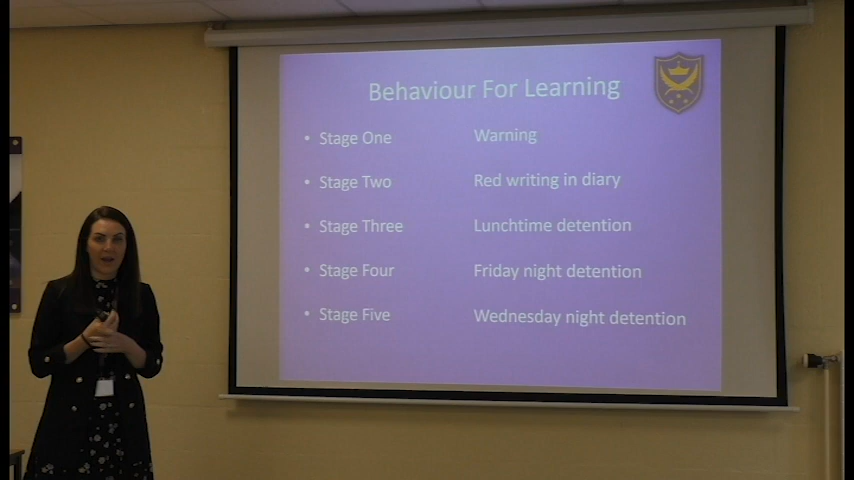 Behaviour For Learning
• Stage One Warning
• Stage Two Red writing in diary
• Stage Three Lunchtime detention
• Stage Four Friday night detention
• Stage Five Wednesday night detention